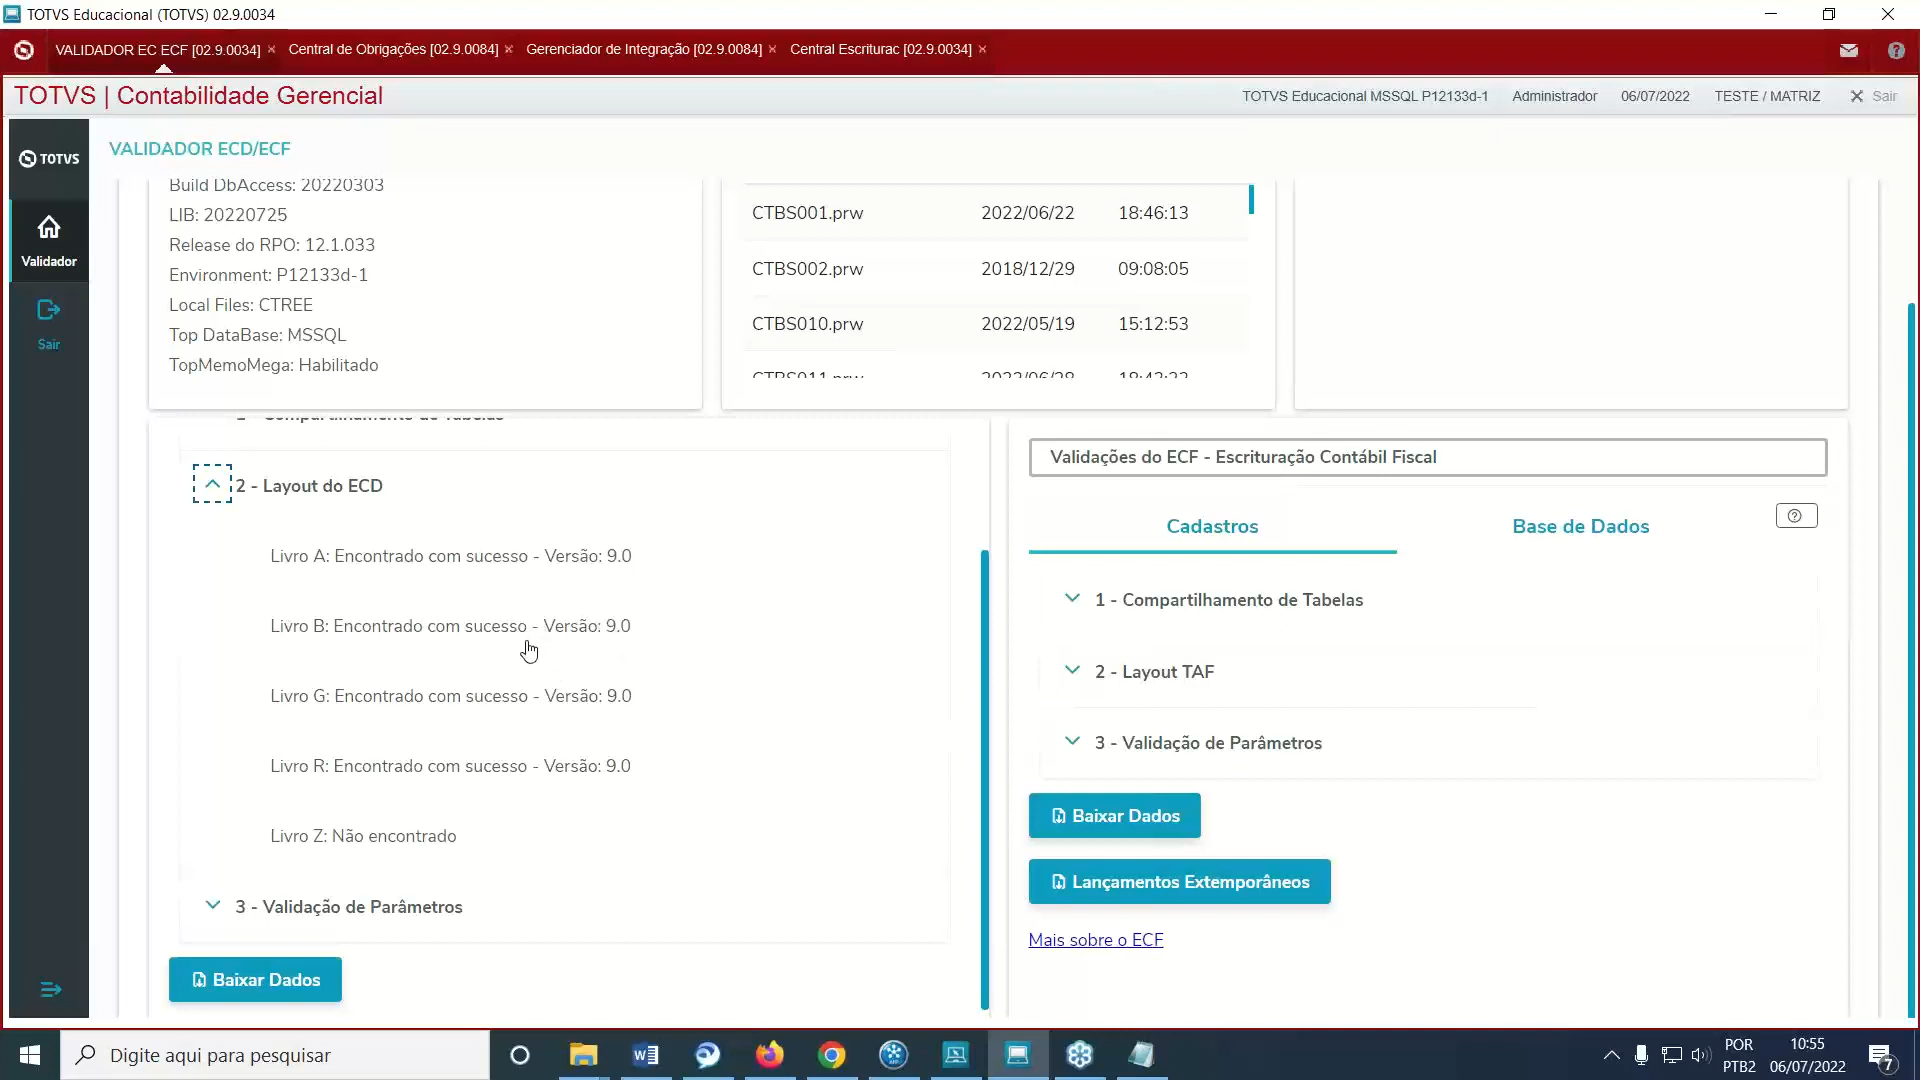 TOTVS Educacional (TOTVS) 02.9.0034
VALIDADOR EC ECF [02.9.0034]
Central de Obrigações [02.9.0084]
Gerenciador de Integração [02.9.0084]
Central Escriturac [02.9.0034]
TOTVS | Contabilidade Gerencial
TOTVS Educacional MSSQL P12133d-1
Administrador
06/07/2022
TESTE / MATRIZ
Sair
TOTVS
Validador
Sair
VALIDADOR ECD/ECF
Build DbAccess: 20220303
LIB: 20220725
Release do RPO: 12.1.033
Environment: P12133d-1
Local Files: CTREE
Top DataBase: MSSQL
TopMemoMega: Habilitado
CTBS001.prw 2022/06/22 18:46:13
CTBS002.prw 2018/12/29 09:08:05
CTBS010.prw 2022/05/19 15:12:53
2 - Layout do ECD
Livro A: Encontrado com sucesso - Versão: 9.0
Livro B: Encontrado com sucesso - Versão: 9.0
Livro G: Encontrado com sucesso - Versão: 9.0
Livro R: Encontrado com sucesso - Versão: 9.0
Livro Z: Não encontrado
3 - Validação de Parâmetros
Baixar Dados
Validações do ECF - Escrituração Contábil Fiscal
Cadastros
Base de Dados
1 - Compartilhamento de Tabelas
2 - Layout TAF
3 - Validação de Parâmetros
Baixar Dados
Lançamentos Extemporâneos
Mais sobre o ECF
Digite aqui para pesquisar
POR
PTB2
10:55
06/07/2022
7